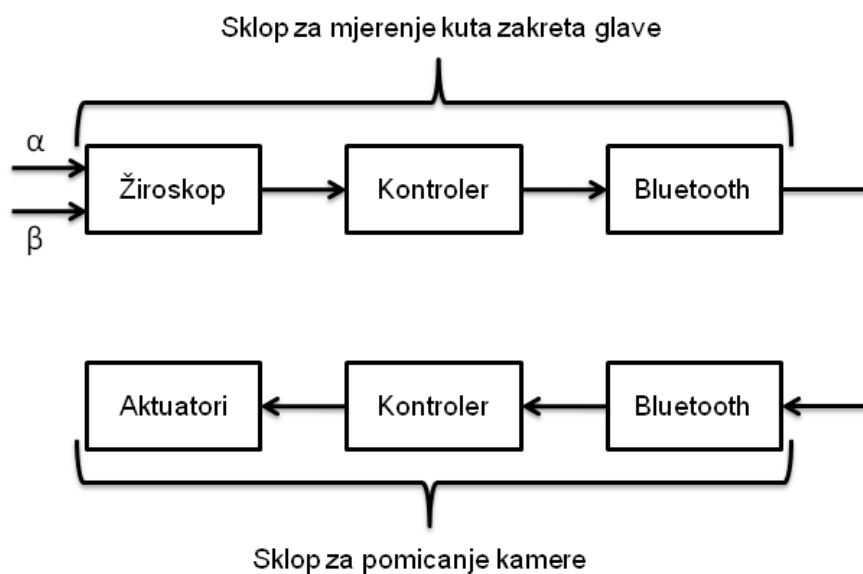 Sklop za mjerenje kuta zakreta glave
α
β
Žiroskop
Kontroler
Bluetooth
Aktuatori
Kontroler
Bluetooth
Sklop za pomicanje kamere